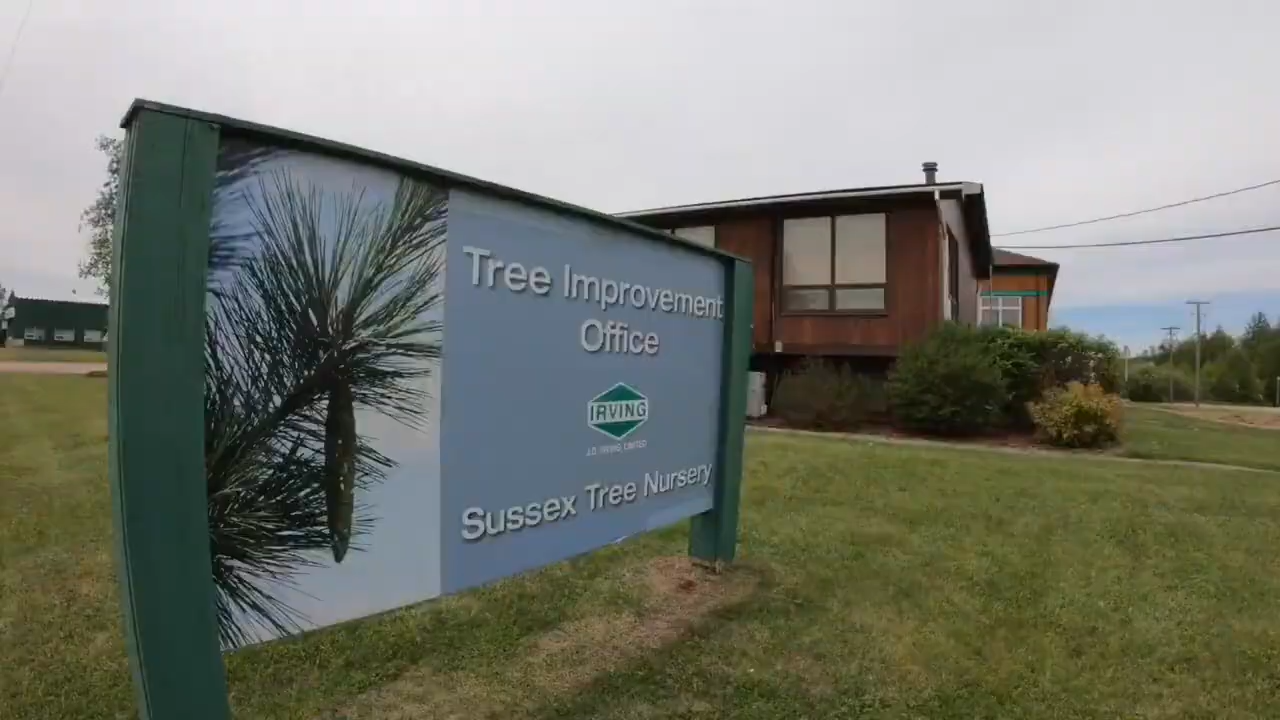 Tree Improvement
Office
IRVING
J.D. IRVING, LIMITED
Sussex Tree Nursery